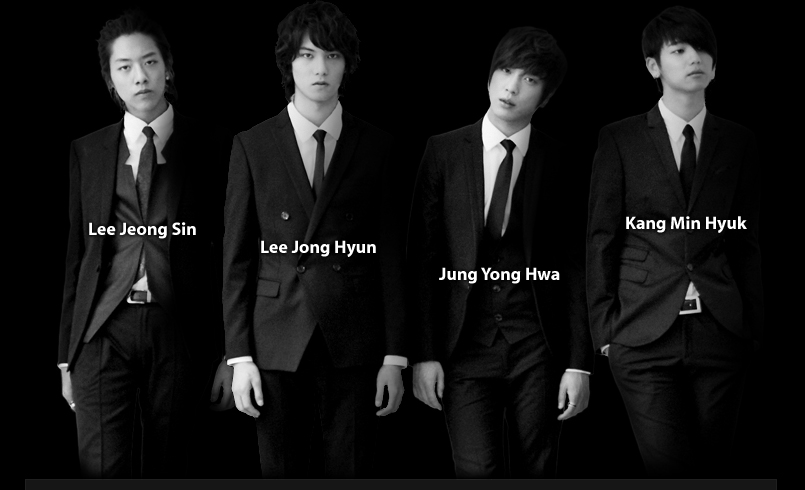 Lee Jeong Sin
Lee Jong Hyun
Jung Yong Hwa
Kang Min Hyuk